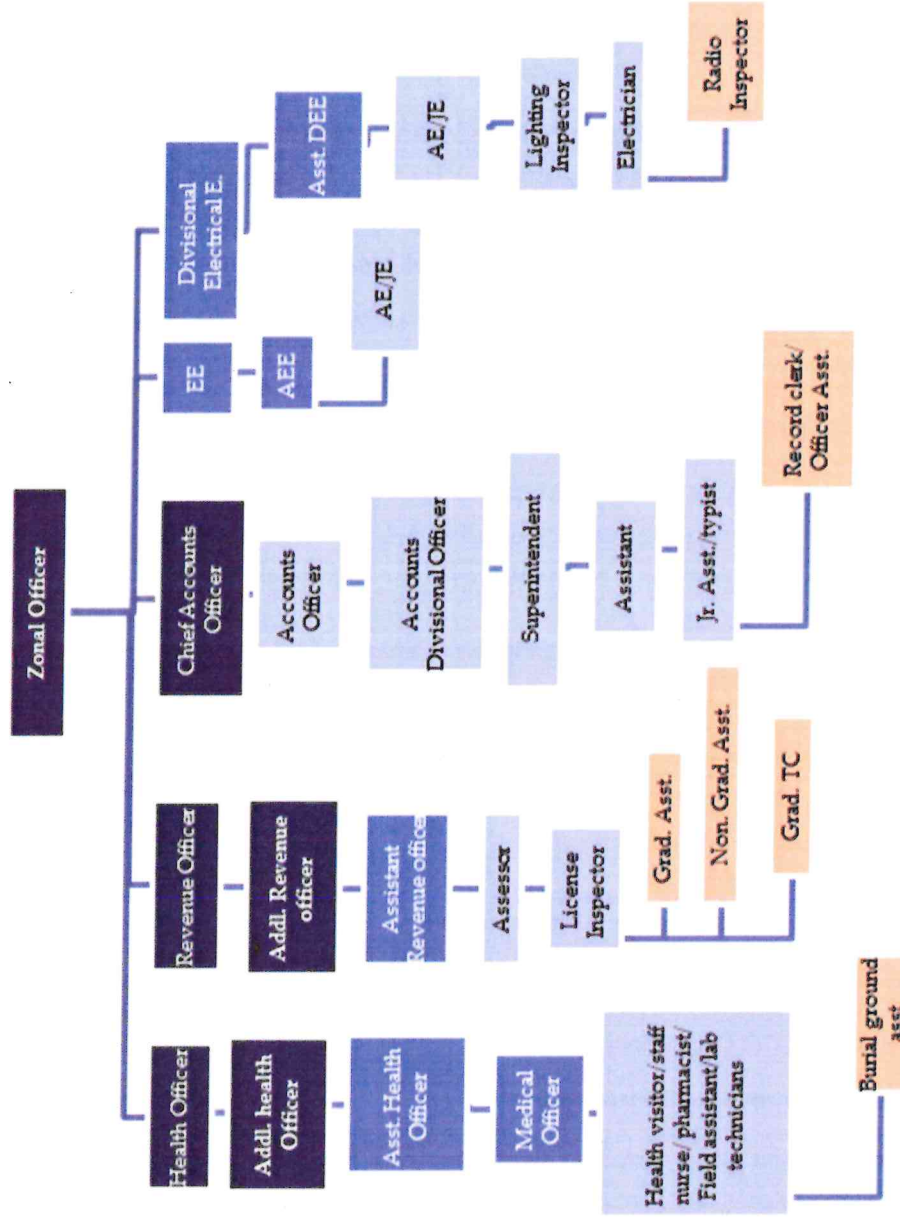 Zonal Officer
Health Officer
Addl. health
Officer
Asst. Health
Officer
Medical
Officer
Health visitor/staff
nurse/ pharmacist/
Field assistant/lab
technicians
Burial ground
asst
Revenue Officer
Addl. Revenue
officer
Assistant
Revenue office
Assessor
License
Inspector
Grad. Asst.
Non. Grad. Asst.
Grad. TC
Chief Accounts
Officer
Accounts
Officer
Accounts
Divisional Officer
Superintendent
Assistant
Jr. Asst./typist
Record clerk/
Officer Asst.
EE
AEE
AE/JE
Divisional
Electrical E.
Asst. DEE
AE/JE
Lighting
Inspector
Electrician
Radio
Inspector